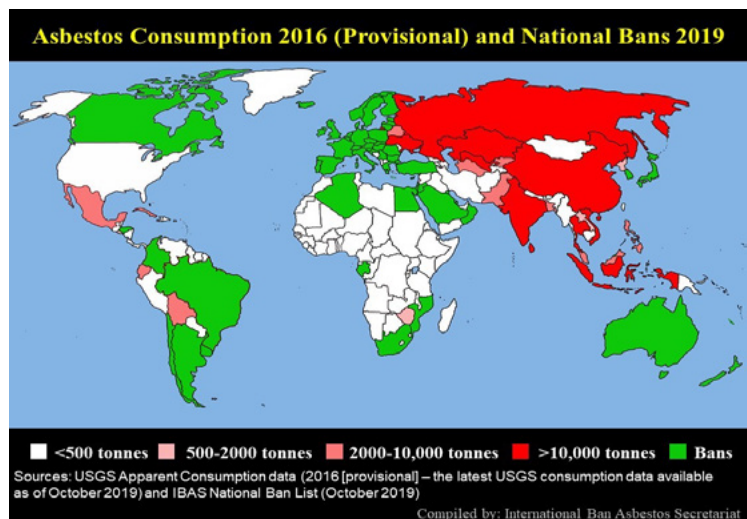 Asbestos Consumption 2016 (Provisional) and National Bans 2019
<500 tonnes 500-2000 tonnes 2000-10,000 tonnes >10,000 tonnes Bans
Sources: USGS Apparent Consumption data (2016 [provisional] – the latest USGS consumption data available
as of October 2019) and IBAS National Ban List (October 2019)
Compiled by: International Ban Asbestos Secretariat